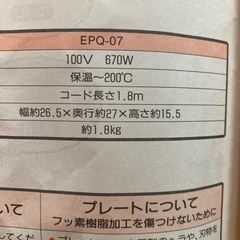 EPQ-07
100V 670W
保温～200℃
コード長さ1.8m
幅約26.5×奥行約27×高さ約15.5
約1.8kg
プレートについて
フッ素樹脂加工を傷つけないために